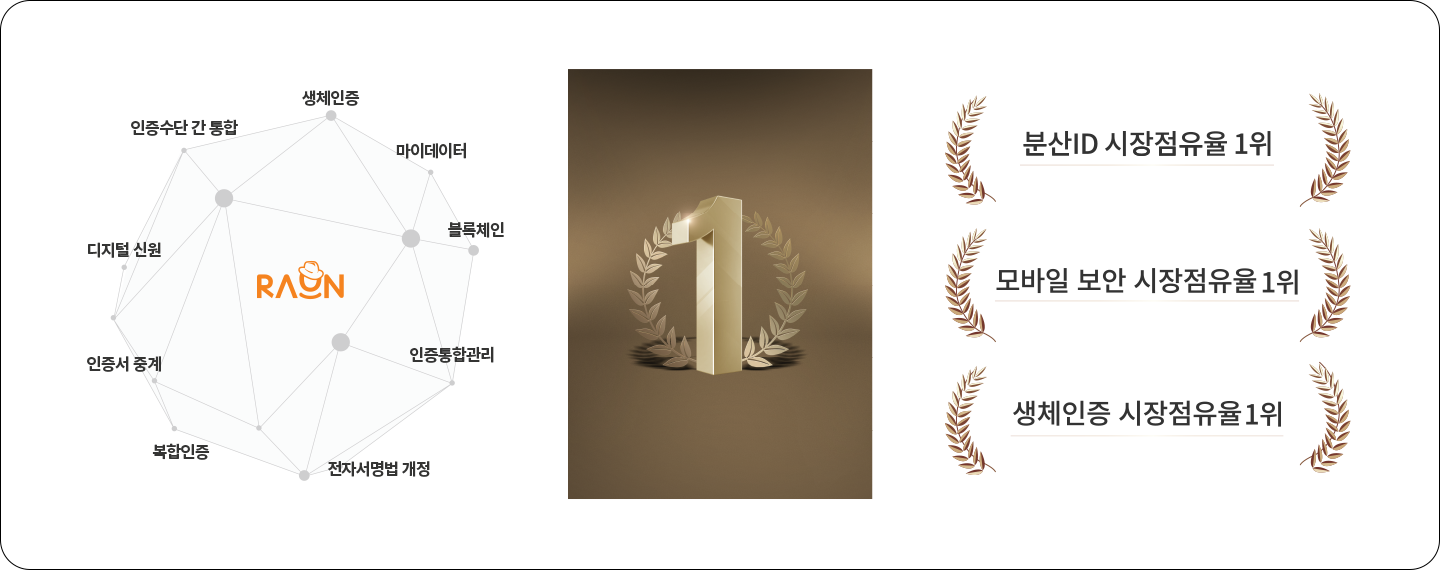 생체인증
인증수단 간 통합
마이데이터
블록체인
디지털 신원
RAON
인증서 중계
인증통합관리
복합인증
전자서명법 개정
1
분산ID 시장점유율 1위
모바일 보안 시장점유율 1위
생체인증 시장점유율 1위